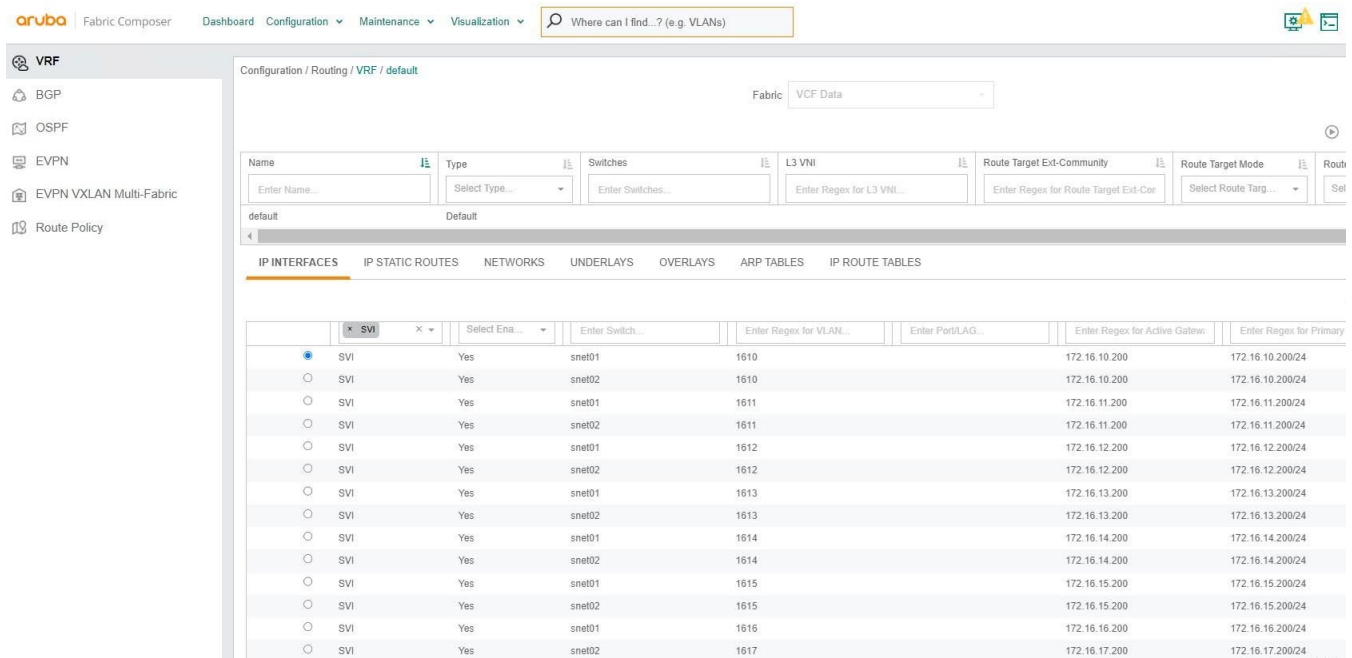 aruba Fabric Composer Dashboard Configuration Maintenance Visualization Where can I find...? (e.g. VLANs)
VRF
BGP
OSPF
EVPN
EVPN VXLAN Multi-Fabric
Route Policy
Configuration / Routing / VRF / default
Fabric VCF Data
Name Type Switches L3 VNI Route Target Ext-Community Route Target Mode Route
Enter Name... Select Type... Enter Switches... Enter Regex for L3 VNI... Enter Regex for Route Target Ext-Cor Select Route Targ... Sel
default Default
IP INTERFACES IP STATIC ROUTES NETWORKS UNDERLAYS OVERLAYS ARP TABLES IP ROUTE TABLES
× SVI × Select Ena... Enter Switch... Enter Regex for VLAN... Enter Port/LAG... Enter Regex for Active Gatewa Enter Regex for Primary
SVI Yes snet01 1610 172.16.10.200 172.16.10.200/24
SVI Yes snet02 1610 172.16.10.200 172.16.10.200/24
SVI Yes snet01 1611 172.16.11.200 172.16.11.200/24
SVI Yes snet02 1611 172.16.11.200 172.16.11.200/24
SVI Yes snet01 1612 172.16.12.200 172.16.12.200/24
SVI Yes snet02 1612 172.16.12.200 172.16.12.200/24
SVI Yes snet01 1613 172.16.13.200 172.16.13.200/24
SVI Yes snet02 1613 172.16.13.200 172.16.13.200/24
SVI Yes snet01 1614 172.16.14.200 172.16.14.200/24
SVI Yes snet02 1614 172.16.14.200 172.16.14.200/24
SVI Yes snet01 1615 172.16.15.200 172.16.15.200/24
SVI Yes snet02 1615 172.16.15.200 172.16.15.200/24
SVI Yes snet01 1616 172.16.16.200 172.16.16.200/24
SVI Yes snet02 1617 172.16.17.200 172.16.17.200/24